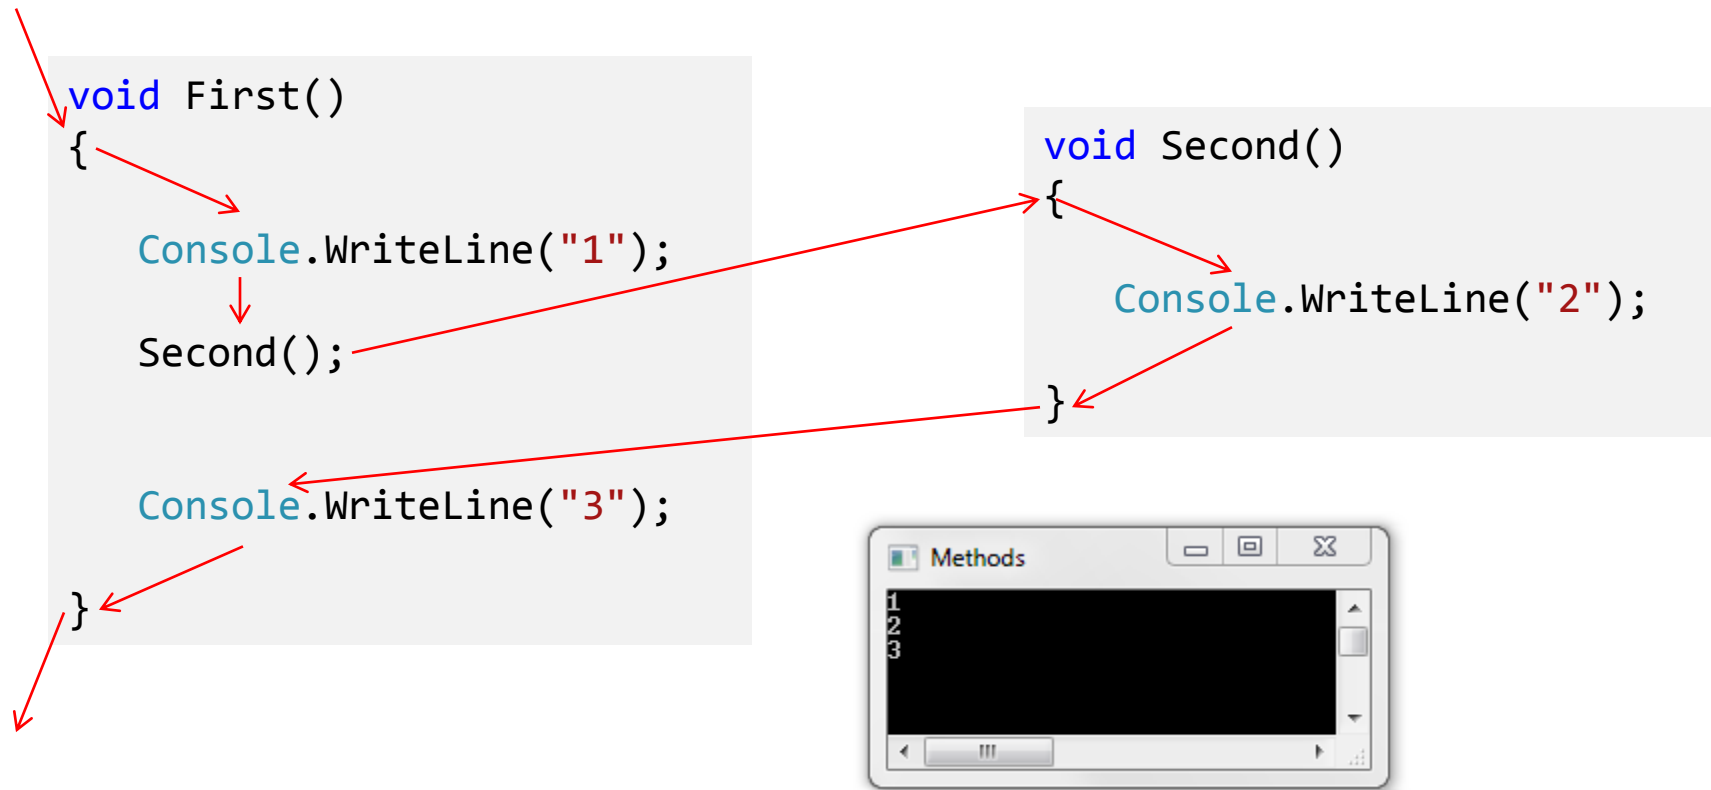 void First()
{
Console.WriteLine("1");
Second();
Console.WriteLine("3");
}
void Second()
{
Console.WriteLine("2");
}
Methods
1
2
3